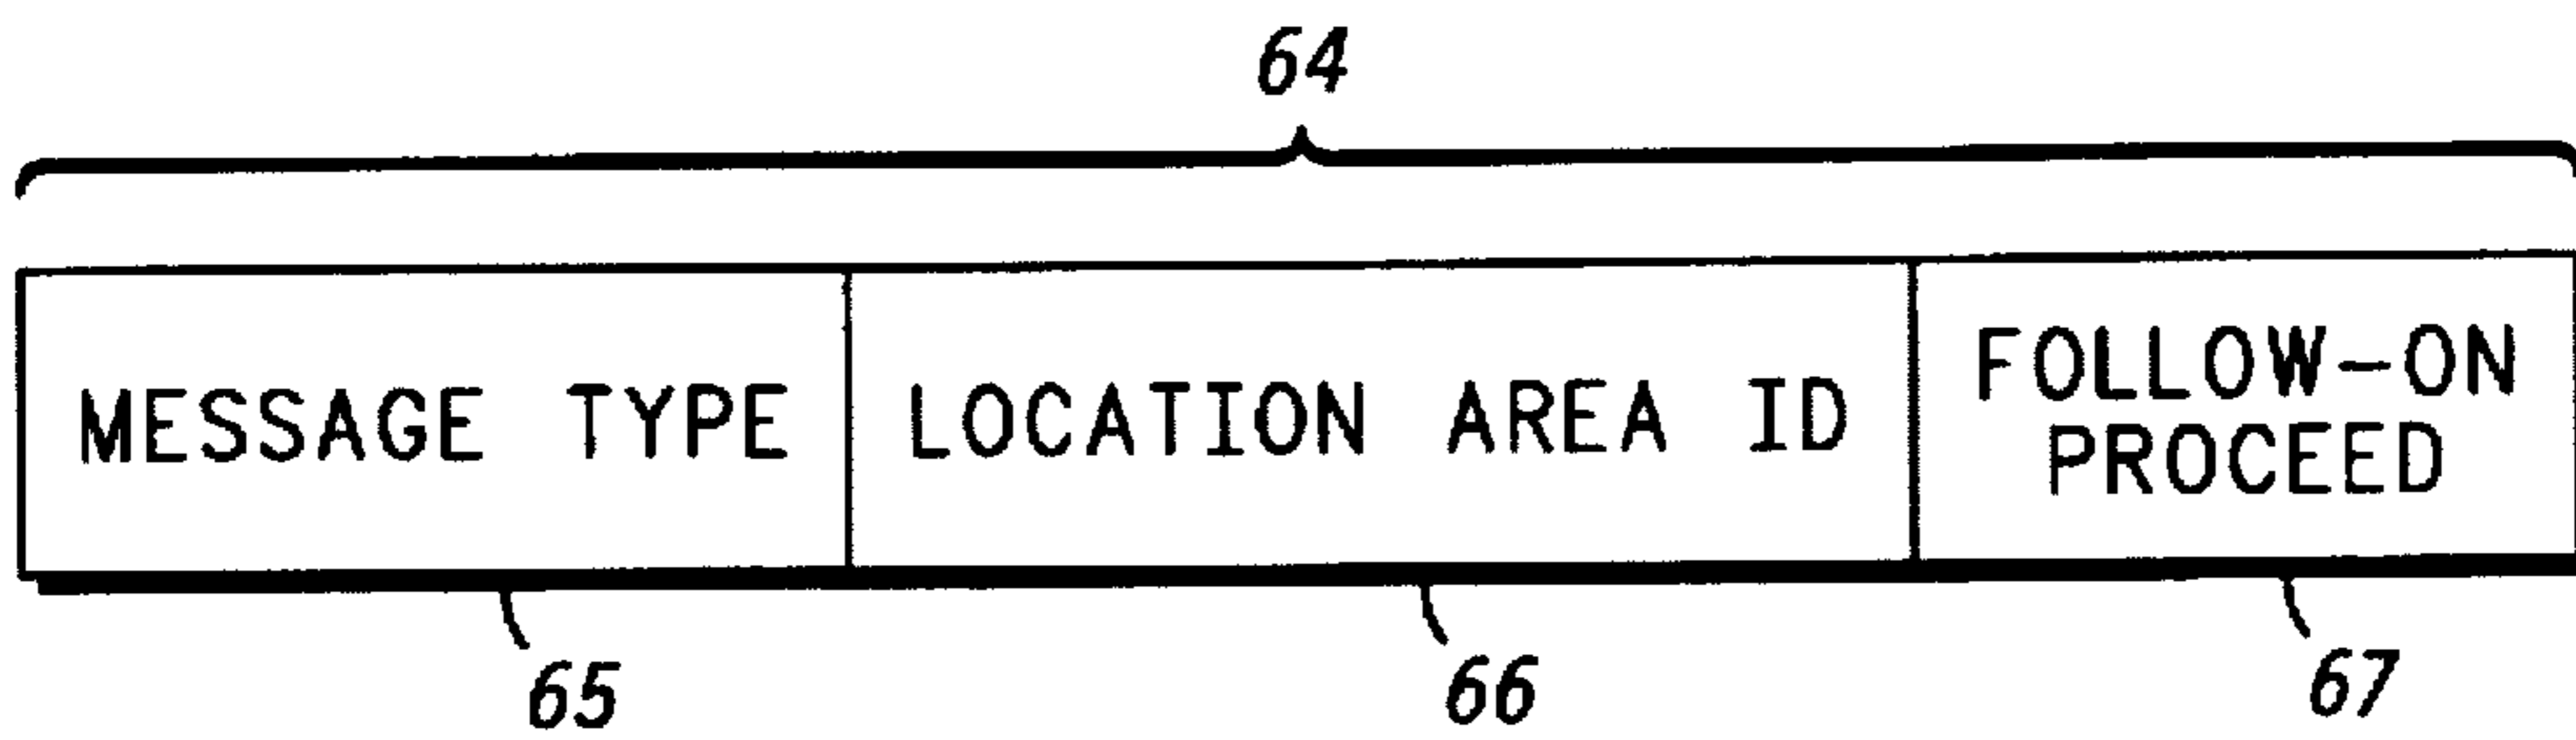 64
MESSAGE TYPE
LOCATION AREA ID
FOLLOW-ON
PROCEED
65
66
67